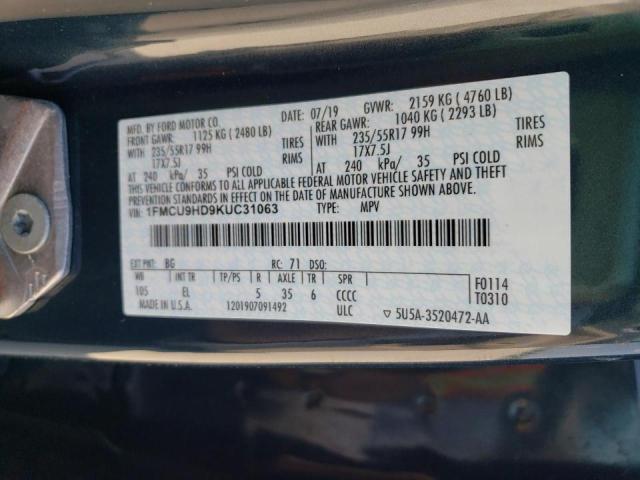 MFD. BY FORD MOTOR CO. DATE: 07/19 GVWR: 2159 KG ( 4760 LB)
FRONT GAWR: 1125 KG ( 2480 LB) REAR GAWR: 1040 KG ( 2293 LB)
WITH 235/55R17 99H TIRES WITH 235/55R17 99H TIRES
17X7.5J RIMS 17X7.5J RIMS
AT 240 kPa/ 35 PSI COLD AT 240 kPa/ 35 PSI COLD
THIS VEHICLE CONFORMS TO ALL APPLICABLE FEDERAL MOTOR VEHICLE SAFETY AND THEFT
PREVENTION STANDARDS IN EFFECT ON THE DATE OF MANUFACTURE SHOWN ABOVE.
VIN: 1FMCU9HD9KUC31063 TYPE: MPV
EXT PNT: BG RC: 71 DSO:
WB INT TR TP/PS R AXLE TR SPR F0114
105 EL 5 35 6 CCCC T0310
MADE IN U.S.A. 1201907091492 ULC ▽ 5U5A-3520472-AA